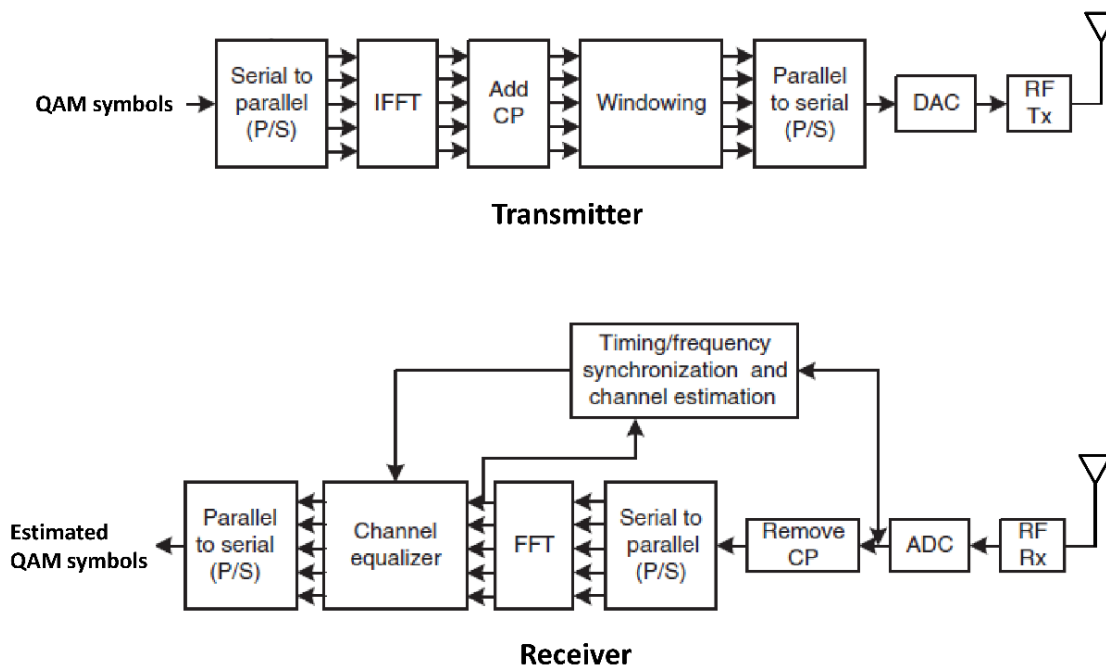 QAM symbols
Serial to
parallel
(P/S)
IFFT
Add
CP
Windowing
Parallel
to serial
(P/S)
DAC
RF
Tx
Transmitter
Timing/frequency
synchronization and
channel estimation
Estimated
QAM symbols
Parallel
to serial
(P/S)
Channel
equalizer
FFT
Serial to
parallel
(P/S)
Remove
CP
ADC
RF
Rx
Receiver